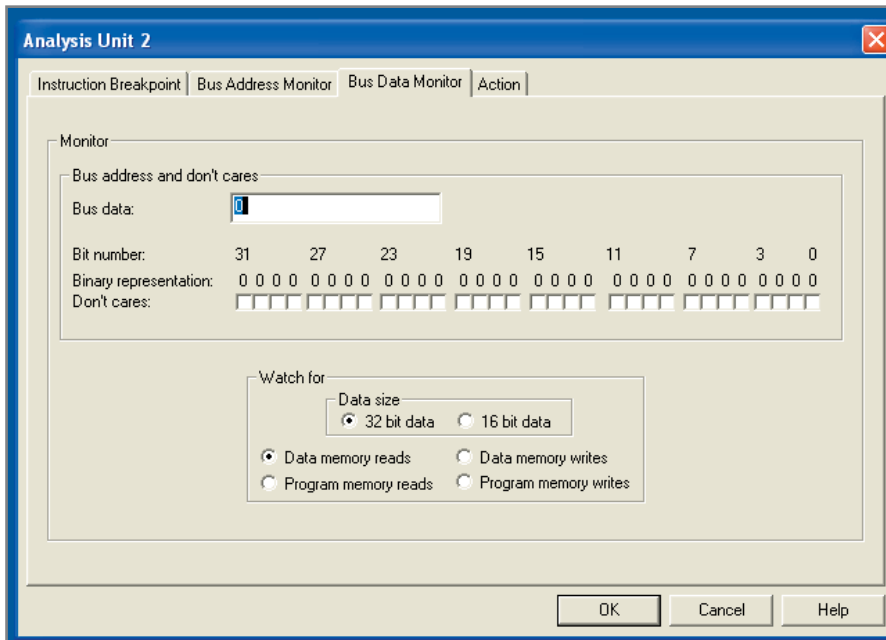 Analysis Unit 2
Instruction Breakpoint Bus Address Monitor Bus Data Monitor Action
Monitor
Bus address and don't cares
Bus data: 0
Bit number: 31 27 23 19 15 11 7 3 0
Binary representation: 0 0 0 0 0 0 0 0 0 0 0 0 0 0 0 0 0 0 0 0 0 0 0 0 0 0 0 0 0 0 0 0
Don't cares:
Watch for
Data size
32 bit data 16 bit data
Data memory reads Data memory writes
Program memory reads Program memory writes
OK Cancel Help